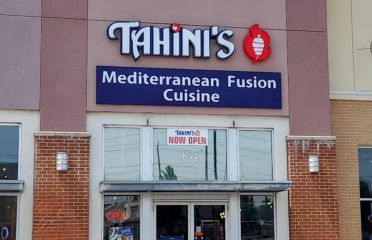 TAHiNi'S
Mediterranean Fusion
Cuisine
TAHiNi'S
NOW OPEN